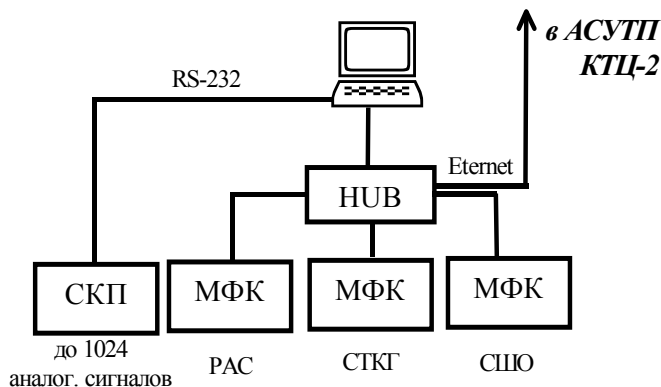 в АСУТП
КТЦ-2
RS-232
Eternet
HUB
СКП
МФК
МФК
МФК
до 1024
аналог. сигналов
РАС
СТКГ
СШО